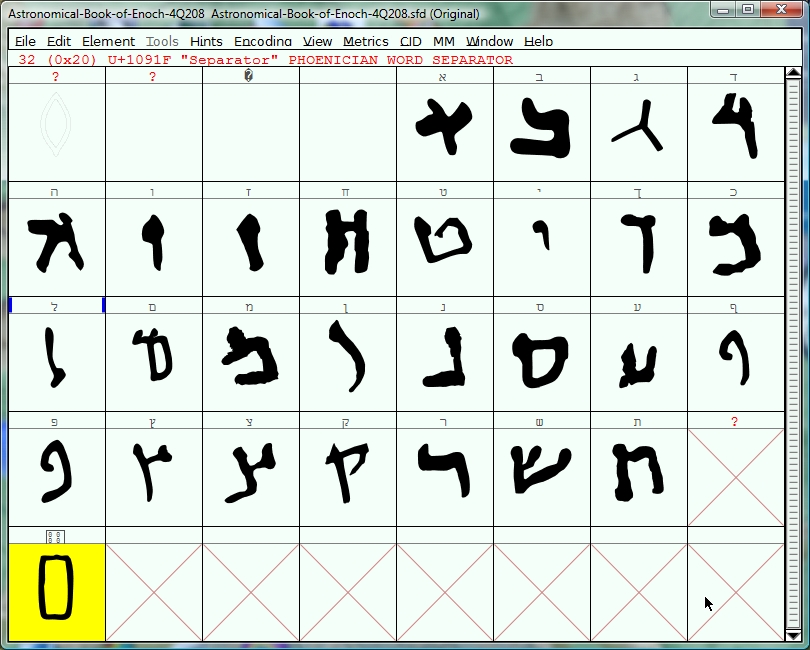 Astronomical-Book-of-Enoch-4Q208  Astronomical-Book-of-Enoch-4Q208.sfd (Original)
File Edit Element Tools Hints Encoding View Metrics CID MM Window Help
32 (0x20) U+1091F "Separator" PHOENICIAN WORD SEPARATOR
? ? � א ב ג ד
א ב ג ד
ה ו ז ח ט י ך כ
ה ו ז ח ט י ך כ
ל ם מ ן נ ס ע ף
ל ם מ ן נ ס ע ף
פ ץ צ ק ר ש ת ?
פ ץ צ ק ר ש ת